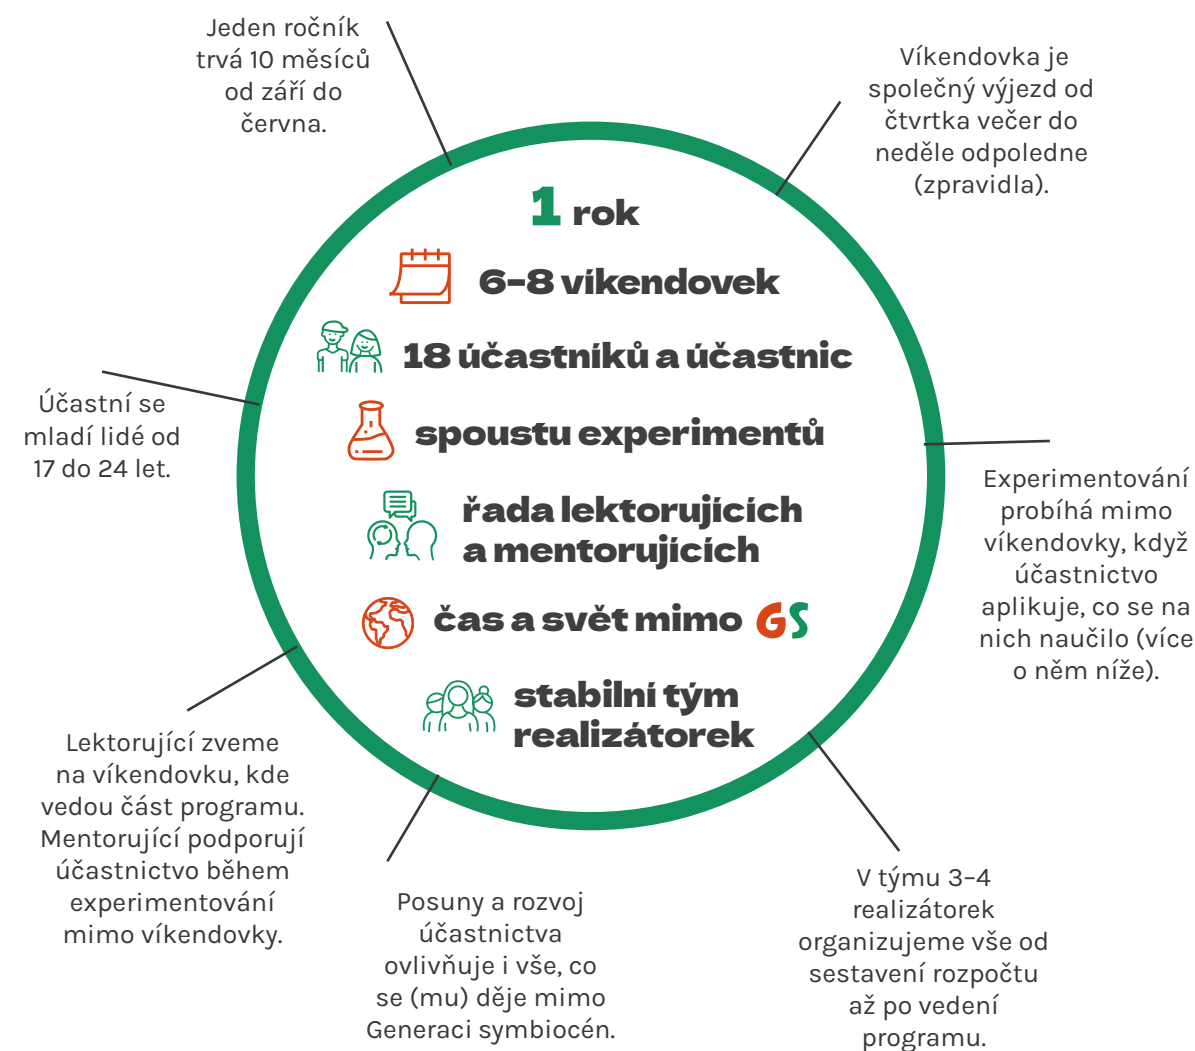 Jeden ročník
trvá 10 měsíců
od září do
června.
Víkendovka je
společný výjezd od
čtvrtka večer do
neděle odpoledne
(zpravidla).
1 rok
6–8 víkendovek
18 účastníků a účastnic
spoustu experimentů
řada lektorujících
a mentorujících
čas a svět mimo GS
stabilní tým
realizátorek
Účastní se
mladí lidé od
17 do 24 let.
Experimentování
probíhá mimo
víkendovky, když
účastnictvo
aplikuje, co se na
nich naučilo (více
o něm níže).
Lektorující zveme
na víkendovku, kde
vedou část programu.
Mentorující podporují
účastnictvo během
experimentování
mimo víkendovky.
Posuny a rozvoj
účastnictva
ovlivňuje i vše, co
se (mu) děje mimo
Generaci symbiocén.
V týmu 3–4
realizátorek
organizujeme vše od
sestavení rozpočtu
až po vedení
programu.